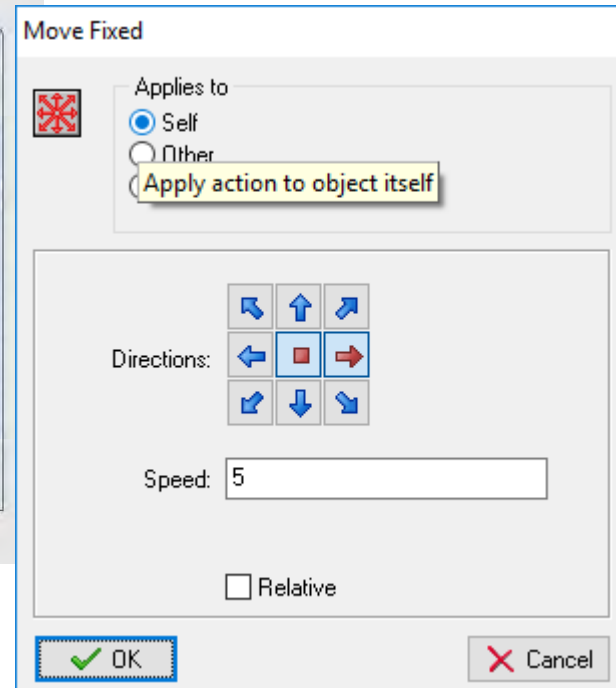 Move Fixed
Applies to
Self
Other
Apply action to object itself
Directions:
Speed: 5
Relative
OK
Cancel